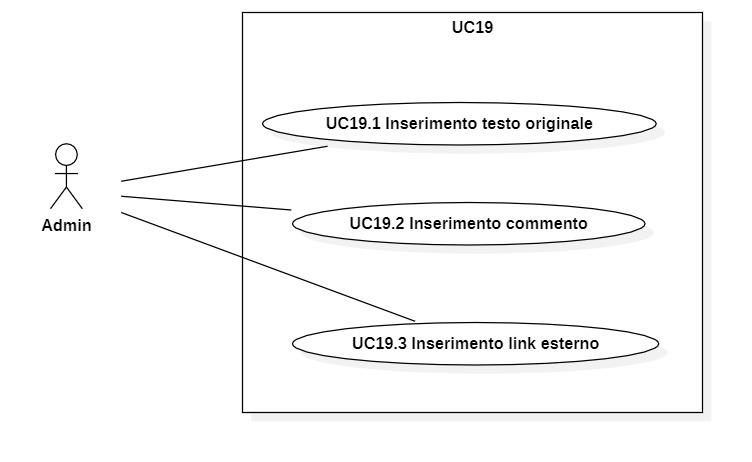 UC19
UC19.1 Inserimento testo originale
Admin
UC19.2 Inserimento commento
UC19.3 Inserimento link esterno